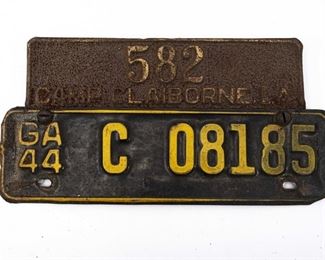 582
CAMP CLAIBORNE, LA
GA
44 C 08185